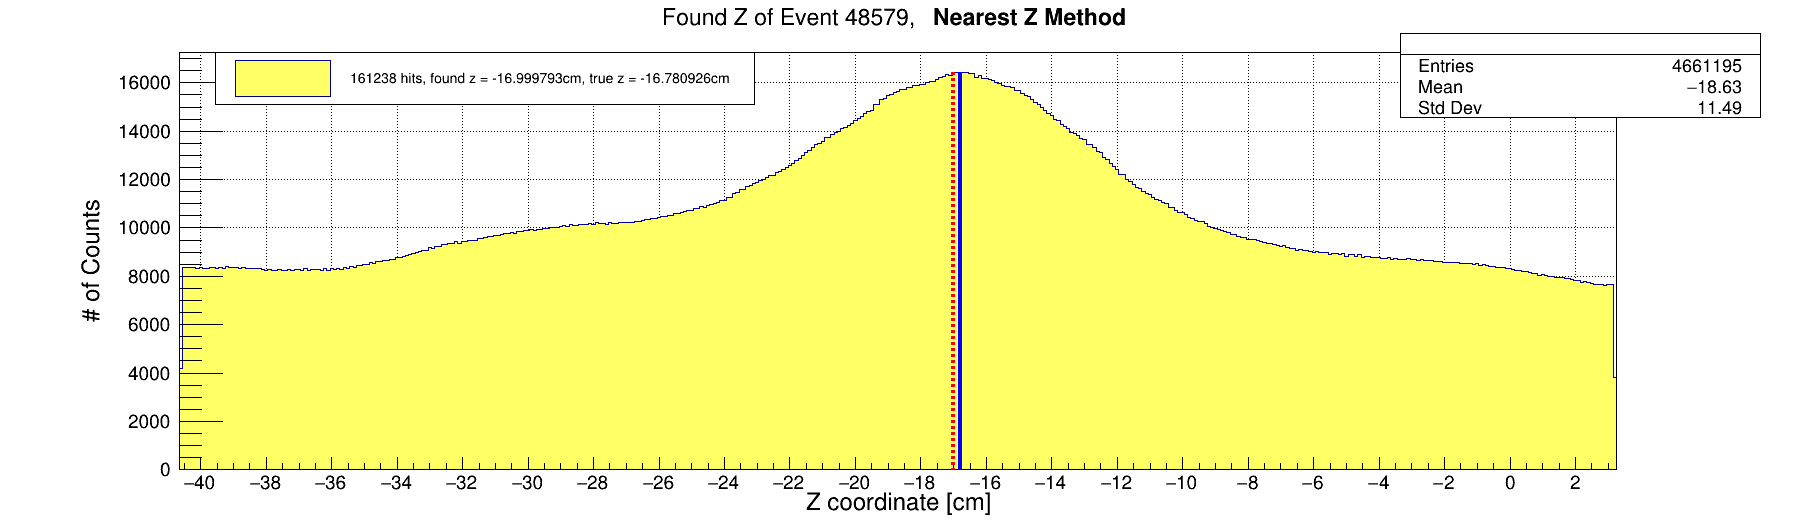 Found Z of Event 48579, Nearest Z Method
161238 hits, found z = -16.999793cm, true z = -16.780926cm
Entries 4661195
Mean −18.63
Std Dev 11.49
# of Counts
16000
14000
12000
10000
8000
6000
4000
2000
0
−40 −38 −36 −34 −32 −30 −28 −26 −24 −22 −20 −18 −16 −14 −12 −10 −8 −6 −4 −2 0 2
Z coordinate [cm]